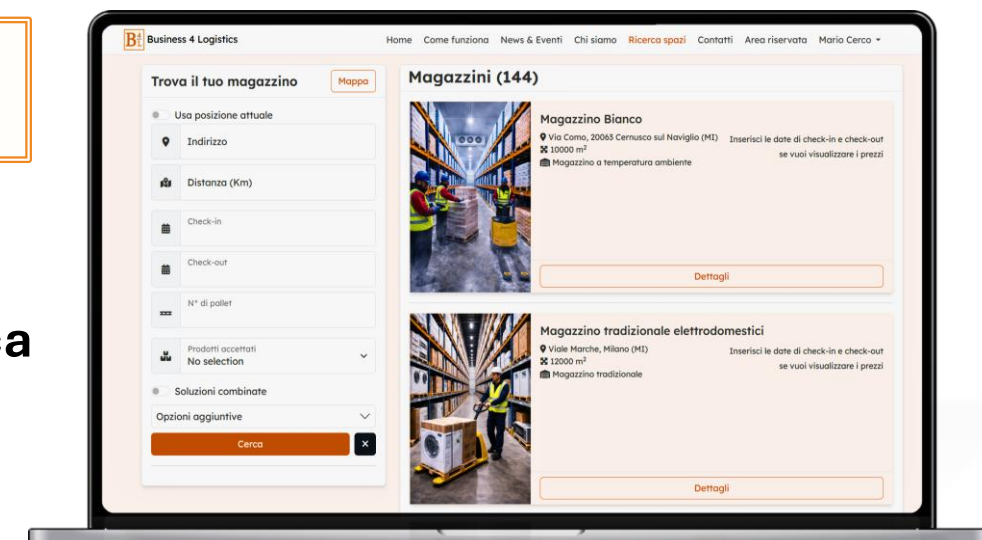 Business 4 Logistics
Home Come funziona News & Eventi Chi siamo Ricerca spazi Contatti Area riservata Mario Cerco
Trova il tuo magazzino
Mappa
Usa posizione attuale
Indirizzo
Distanza (Km)
Check-in
Check-out
N° di pallet
Prodotti accettati
No selection
Soluzioni combinate
Opzioni aggiuntive
Cerca
×
Magazzini (144)
Magazzino Bianco
Via Como, 20063 Cernusco sul Naviglio (MI)
10000 m²
Magazzino a temperatura ambiente
Inserisci le date di check-in e check-out
se vuoi visualizzare i prezzi
Dettagli
Magazzino tradizionale elettrodomestici
Viale Marche, Milano (MI)
12000 m²
Magazzino tradizionale
Inserisci le date di check-in e check-out
se vuoi visualizzare i prezzi
Dettagli